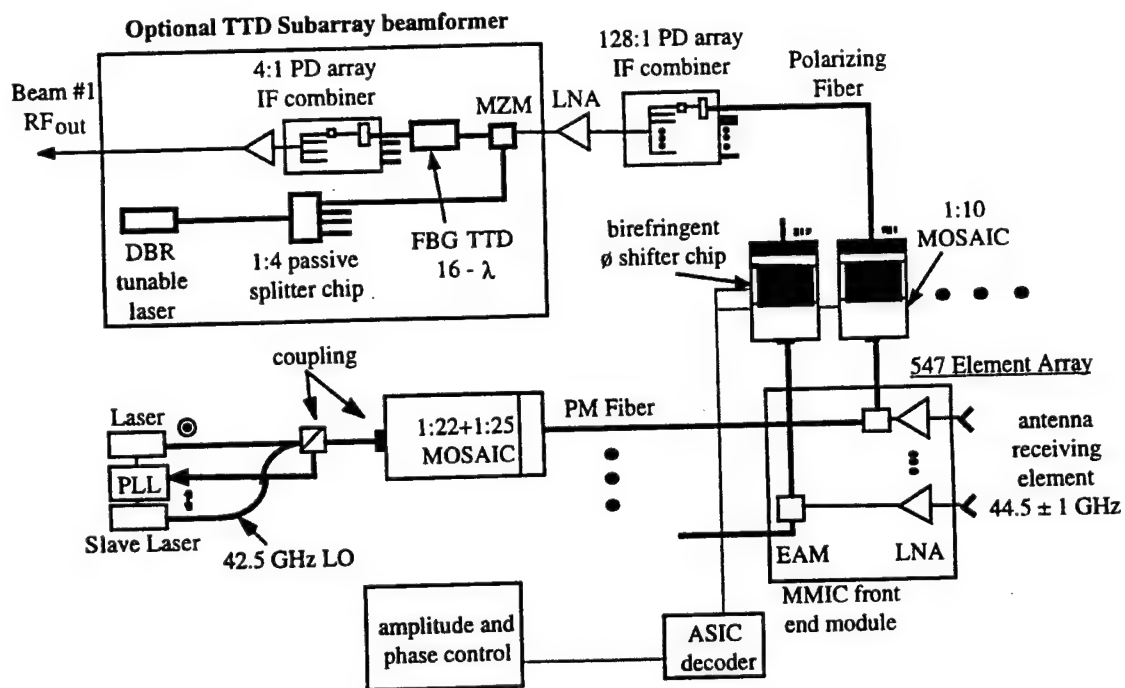 Optional TTD Subarray beamformer
4:1 PD array
IF combiner
MZM
LNA
128:1 PD array
IF combiner
Polarizing
Fiber
Beam #1
RFout
DBR
tunable
laser
1:4 passive
splitter chip
FBG TTD
16 - λ
birefringent
ø shifter chip
1:10
MOSAIC
coupling
547 Element Array
Laser
PLL
Slave Laser
42.5 GHz LO
1:22+1:25
MOSAIC
PM Fiber
antenna
receiving
element
44.5 ± 1 GHz
EAM
LNA
MMIC front
end module
amplitude and
phase control
ASIC
decoder